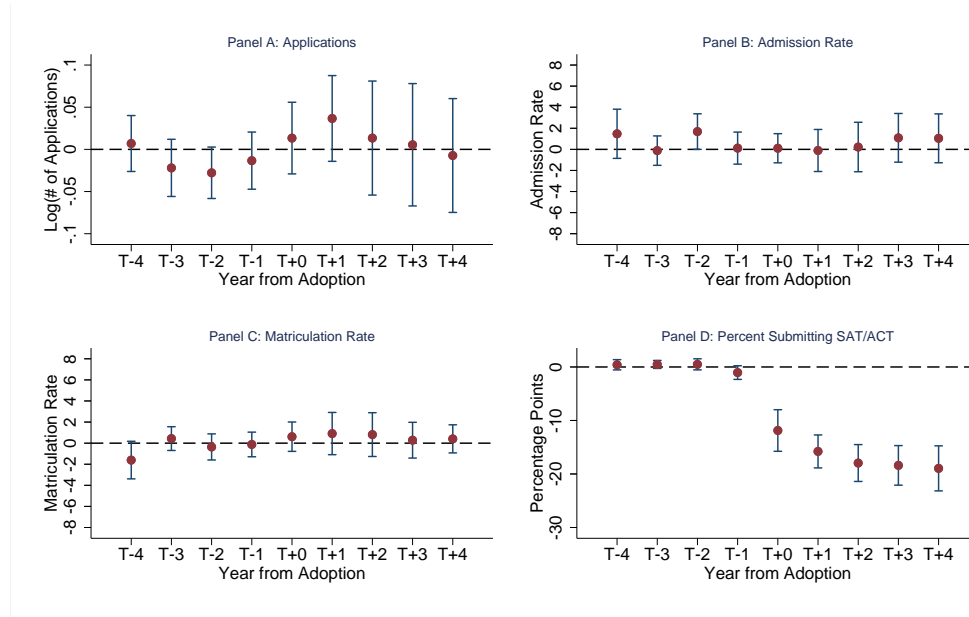 Panel A: Applications
Log(# of Applications)
.1
.05
0
-.05
-.1
T-4 T-3 T-2 T-1 T+0 T+1 T+2 T+3 T+4
Year from Adoption
Panel B: Admission Rate
Admission Rate
8
6
4
2
0
-2
-4
-6
-8
T-4 T-3 T-2 T-1 T+0 T+1 T+2 T+3 T+4
Year from Adoption
Panel C: Matriculation Rate
Matriculation Rate
8
6
4
2
0
-2
-4
-6
-8
T-4 T-3 T-2 T-1 T+0 T+1 T+2 T+3 T+4
Year from Adoption
Panel D: Percent Submitting SAT/ACT
Percentage Points
0
-10
-20
-30
T-4 T-3 T-2 T-1 T+0 T+1 T+2 T+3 T+4
Year from Adoption